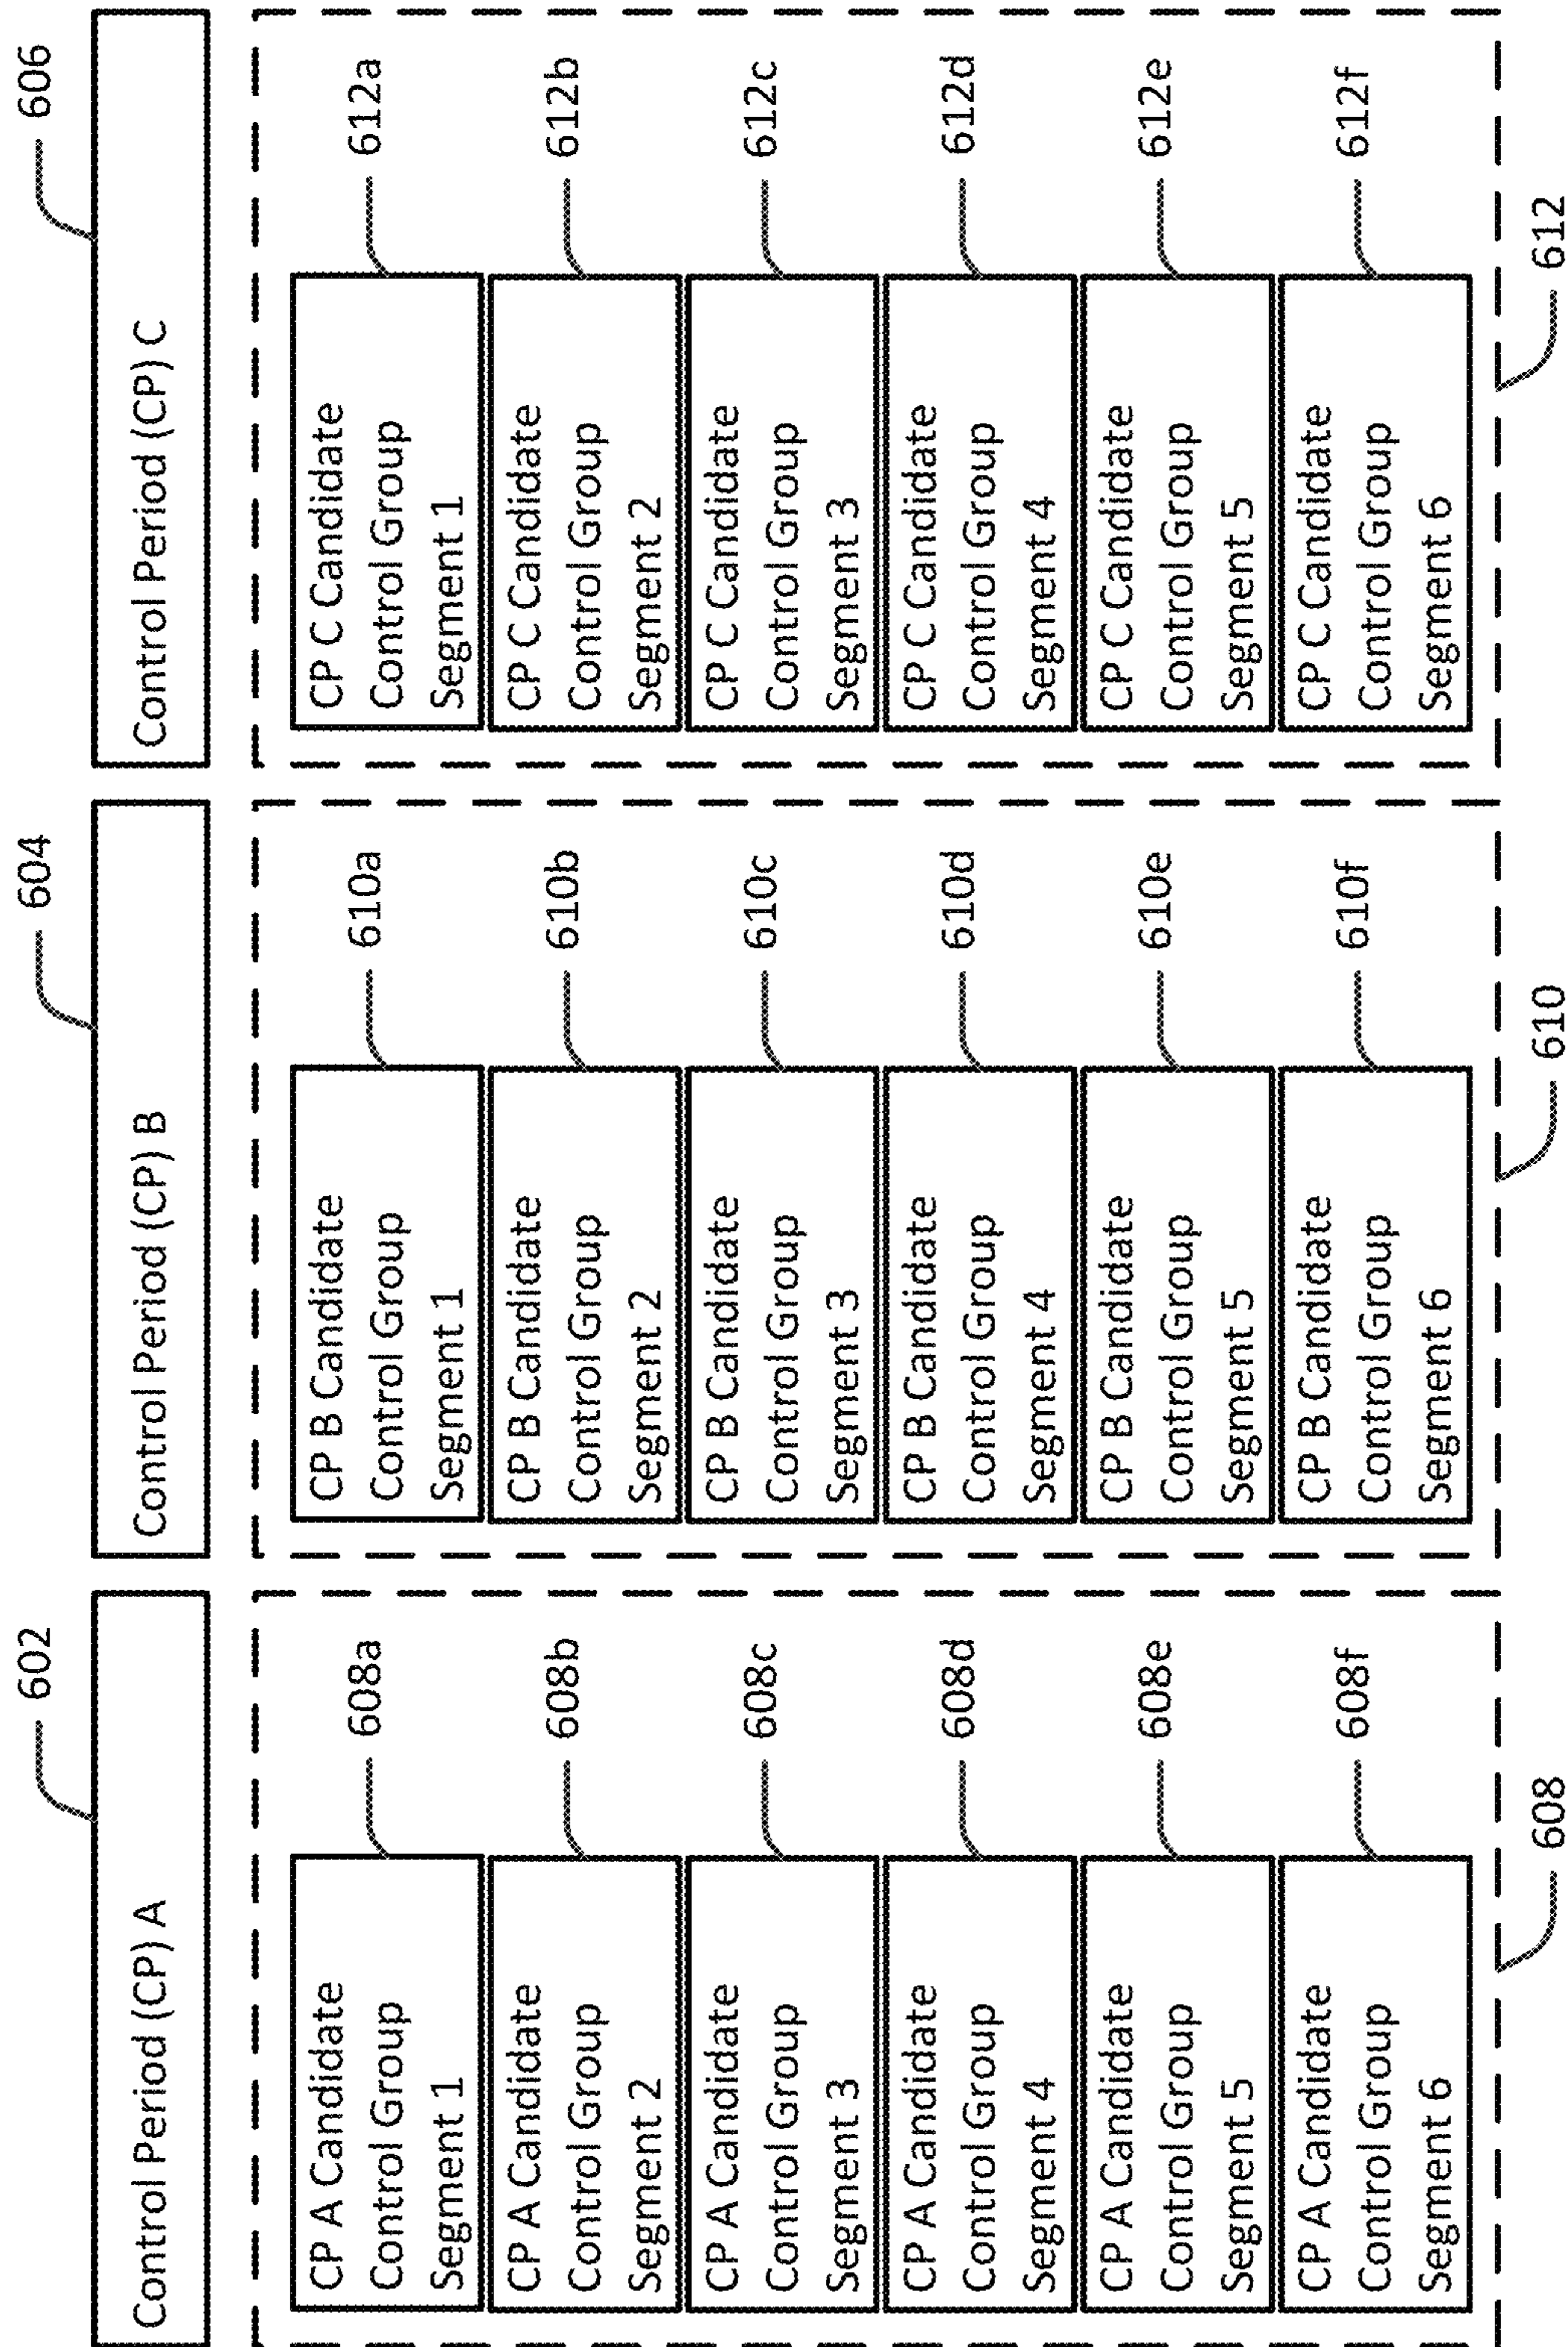 602
Control Period (CP) A
608a
CP A Candidate
Control Group
Segment 1
608b
CP A Candidate
Control Group
Segment 2
608c
CP A Candidate
Control Group
Segment 3
608d
CP A Candidate
Control Group
Segment 4
608e
CP A Candidate
Control Group
Segment 5
608f
CP A Candidate
Control Group
Segment 6
608
604
Control Period (CP) B
610a
CP B Candidate
Control Group
Segment 1
610b
CP B Candidate
Control Group
Segment 2
610c
CP B Candidate
Control Group
Segment 3
610d
CP B Candidate
Control Group
Segment 4
610e
CP B Candidate
Control Group
Segment 5
610f
CP B Candidate
Control Group
Segment 6
610
606
Control Period (CP) C
612a
CP C Candidate
Control Group
Segment 1
612b
CP C Candidate
Control Group
Segment 2
612c
CP C Candidate
Control Group
Segment 3
612d
CP C Candidate
Control Group
Segment 4
612e
CP C Candidate
Control Group
Segment 5
612f
CP C Candidate
Control Group
Segment 6
612